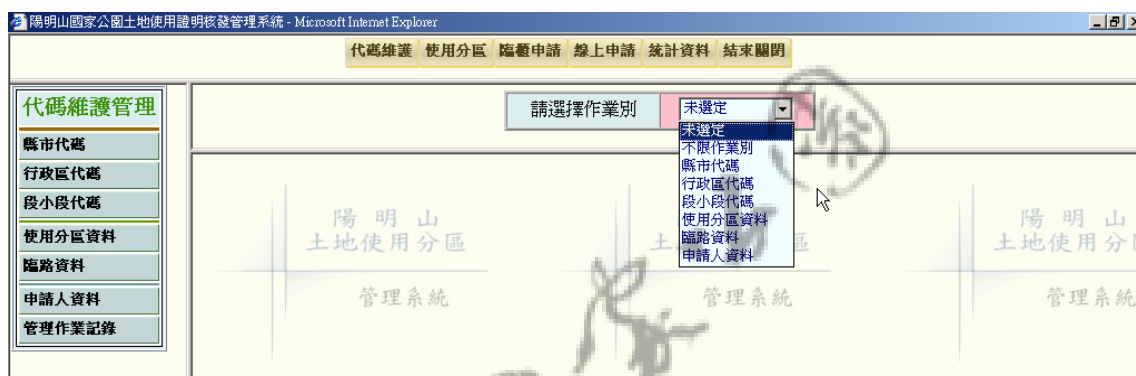 陽明山國家公園土地使用證明核發管理系統 - Microsoft Internet Explorer
代碼維護 使用分區 臨櫃申請 線上申請 統計資料 結束關閉
代碼維護管理
縣市代碼
行政區代碼
段小段代碼
使用分區資料
臨路資料
申請人資料
管理作業記錄
請選擇作業別 未選定
未選定
不限作業別
縣市代碼
行政區代碼
段小段代碼
使用分區資料
臨路資料
申請人資料
陽 明 山
土地使用分區
管理系統
土
區
管理系統
陽 明 山
土地使用分
管理系統